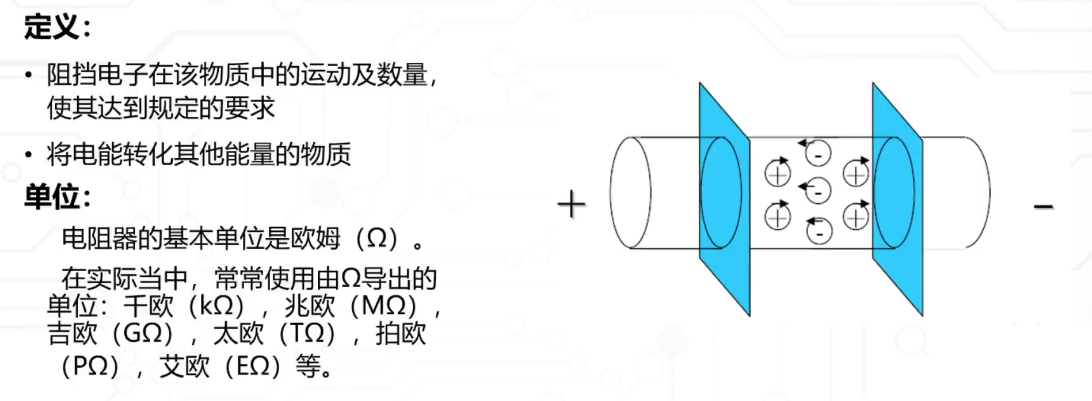 定义：
• 阻挡电子在该物质中的运动及数量，
使其达到规定的要求
• 将电能转化其他能量的物质
单位：
电阻器的基本单位是欧姆（Ω）。
在实际当中，常常使用由Ω导出的
单位：千欧（kΩ），兆欧（MΩ），
吉欧（GΩ），太欧（TΩ），拍欧
（PΩ），艾欧（EΩ）等。
+
-
+
-
+
-
+
-
+